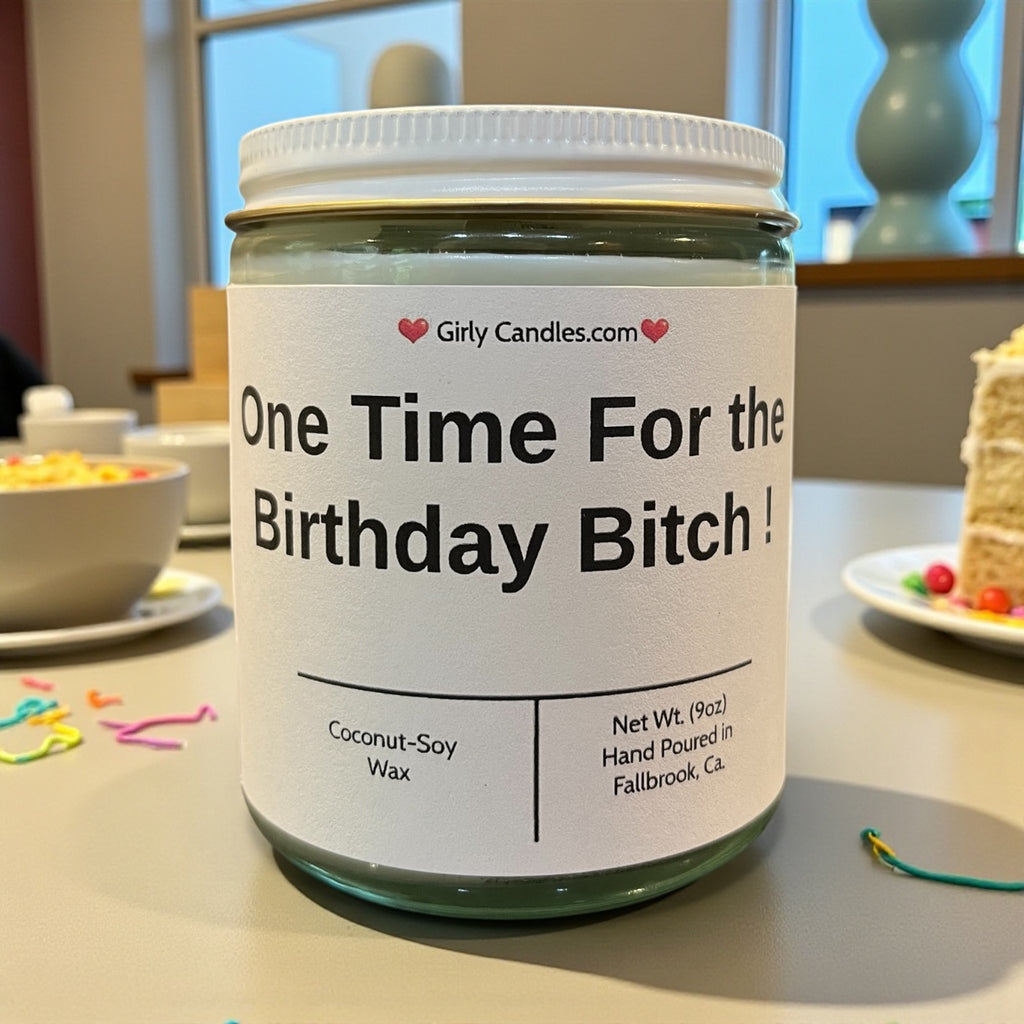 Girly Candles.com
One Time For the
Birthday Bitch !
Coconut-Soy
Wax
Net Wt. (9oz)
Hand Poured in
Fallbrook, Ca.